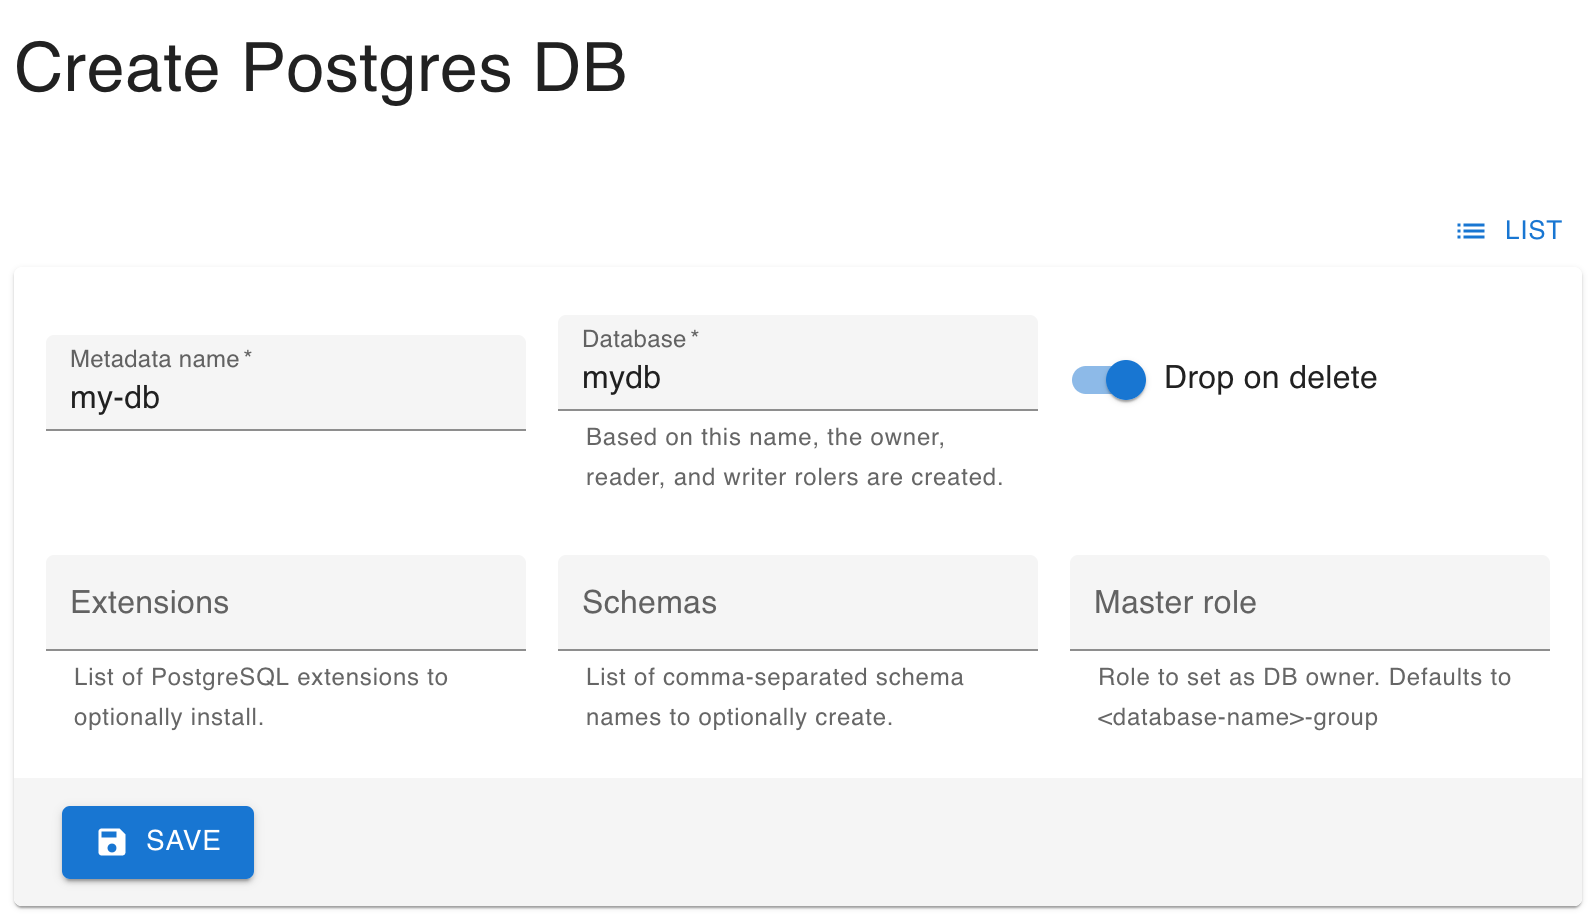 Create Postgres DB
LIST
Metadata name *
my-db
Database *
mydb
Based on this name, the owner,
reader, and writer rolers are created.
Drop on delete
Extensions
List of PostgreSQL extensions to
optionally install.
Schemas
List of comma-separated schema
names to optionally create.
Master role
Role to set as DB owner. Defaults to
<database-name>-group
SAVE